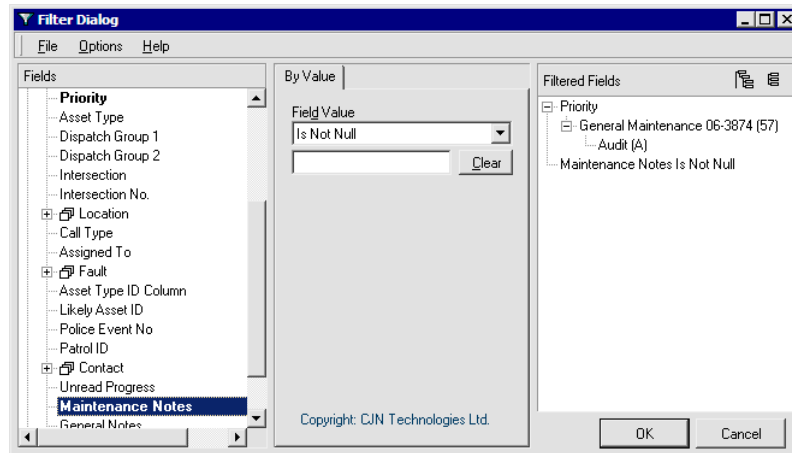 Filter Dialog
File Options Help
Fields
Priority
Asset Type
Dispatch Group 1
Dispatch Group 2
Intersection
Intersection No.
Location
Call Type
Assigned To
Fault
Asset Type ID Column
Likely Asset ID
Police Event No
Patrol ID
Contact
Unread Progress
Maintenance Notes
General Notes
By Value
Field Value
Is Not Null
Clear
Copyright: CJN Technologies Ltd.
Filtered Fields
Priority
General Maintenance 06-3874 (57)
Audit (A)
Maintenance Notes Is Not Null
OK Cancel